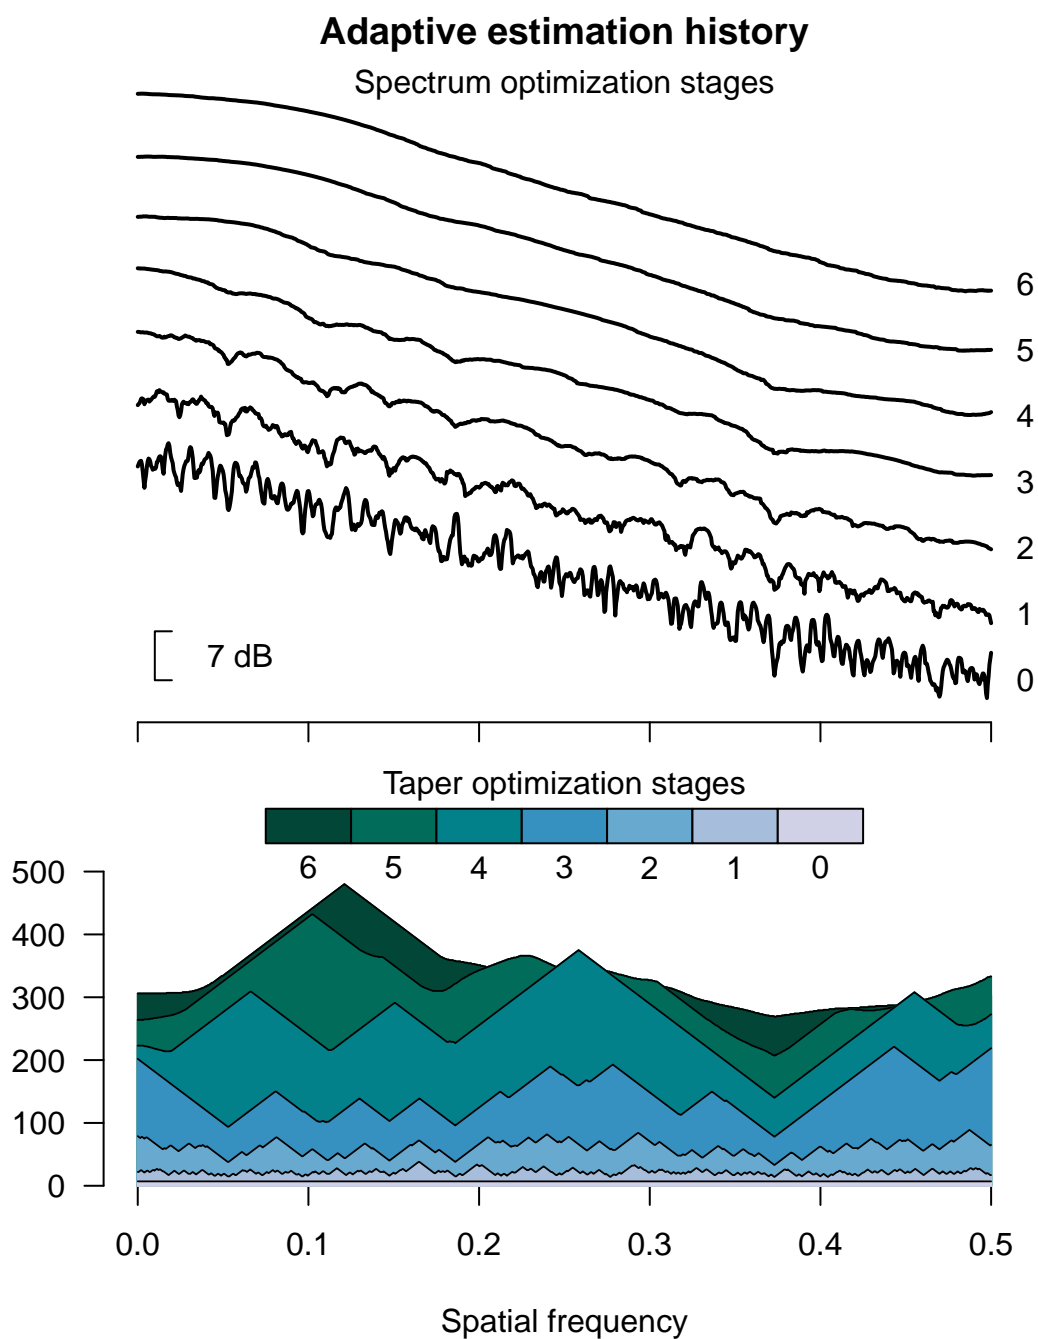 Adaptive estimation history
Spectrum optimization stages
6
5
4
3
2
1
0
7 dB
Taper optimization stages
6 5 4 3 2 1 0
500
400
300
200
100
0
0.0 0.1 0.2 0.3 0.4 0.5
Spatial frequency